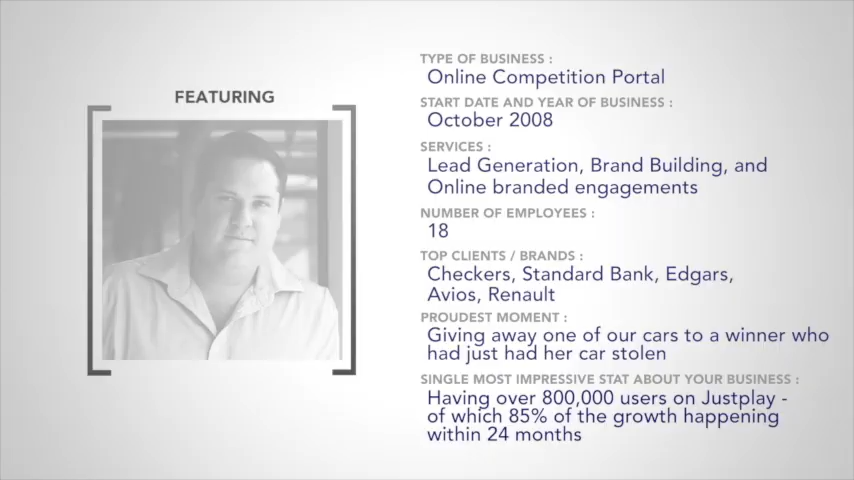 FEATURING
TYPE OF BUSINESS :
Online Competition Portal
START DATE AND YEAR OF BUSINESS :
October 2008
SERVICES :
Lead Generation, Brand Building, and
Online branded engagements
NUMBER OF EMPLOYEES :
18
TOP CLIENTS / BRANDS :
Checkers, Standard Bank, Edgars,
Avios, Renault
PROUDEST MOMENT :
Giving away one of our cars to a winner who
had just had her car stolen
SINGLE MOST IMPRESSIVE STAT ABOUT YOUR BUSINESS :
Having over 800,000 users on Justplay -
of which 85% of the growth happening
within 24 months